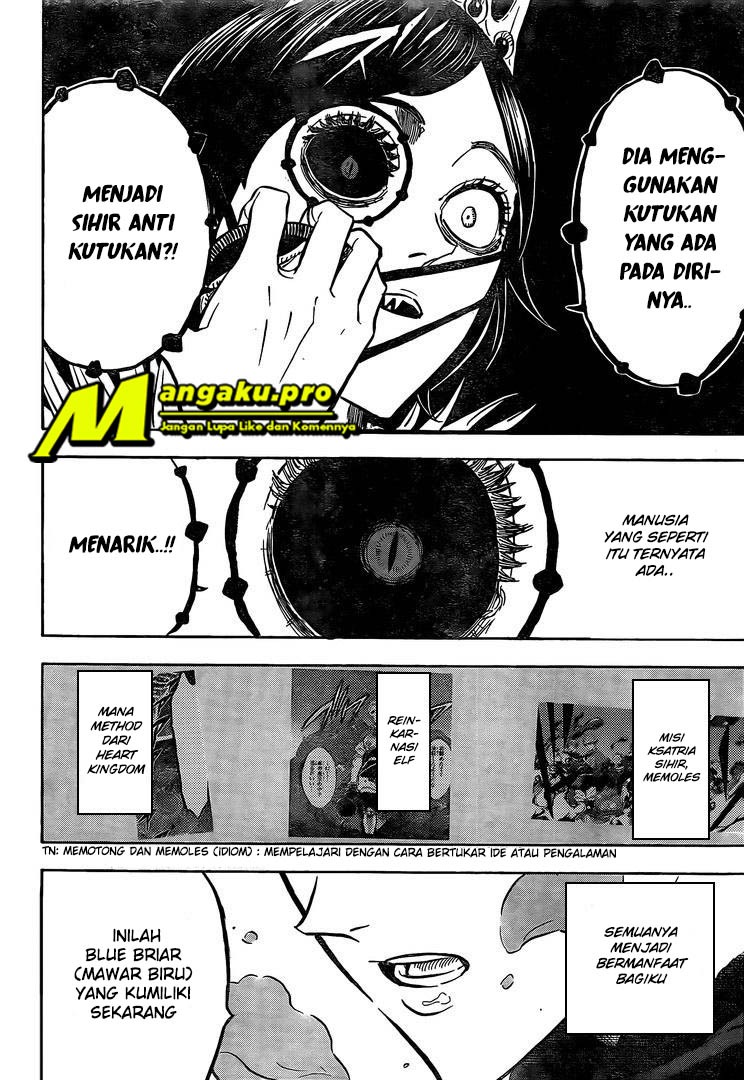 DIA MENG-
GUNAKAN
KUTUKAN
YANG ADA
PADA DIRI-
NYA..
MENJADI
SIHIR ANTI
KUTUKAN?!
Mangaku.pro
Jangan Lupa Like dan Komennya
MANUSIA
YANG SEPERTI
ITU TERNYATA
ADA..
MENARIK..!!
MISI
KSATRIA
SIHIR,
MEMOLES
REIN-
KAR-
NASI
ELF
MANA
METHOD
DARI
HEART
KINGDOM
TN: MEMOTONG DAN MEMOLES (IDIOM) : MEMPELAJARI DENGAN CARA BERTUKAR IDE ATAU PENGALAMAN
SEMUANYA
MENJADI
BERMANFAAT
BAGIKU
INILAH
BLUE BRIAR
(MAWAR BIRU)
YANG KUMILIKI
SEKARANG